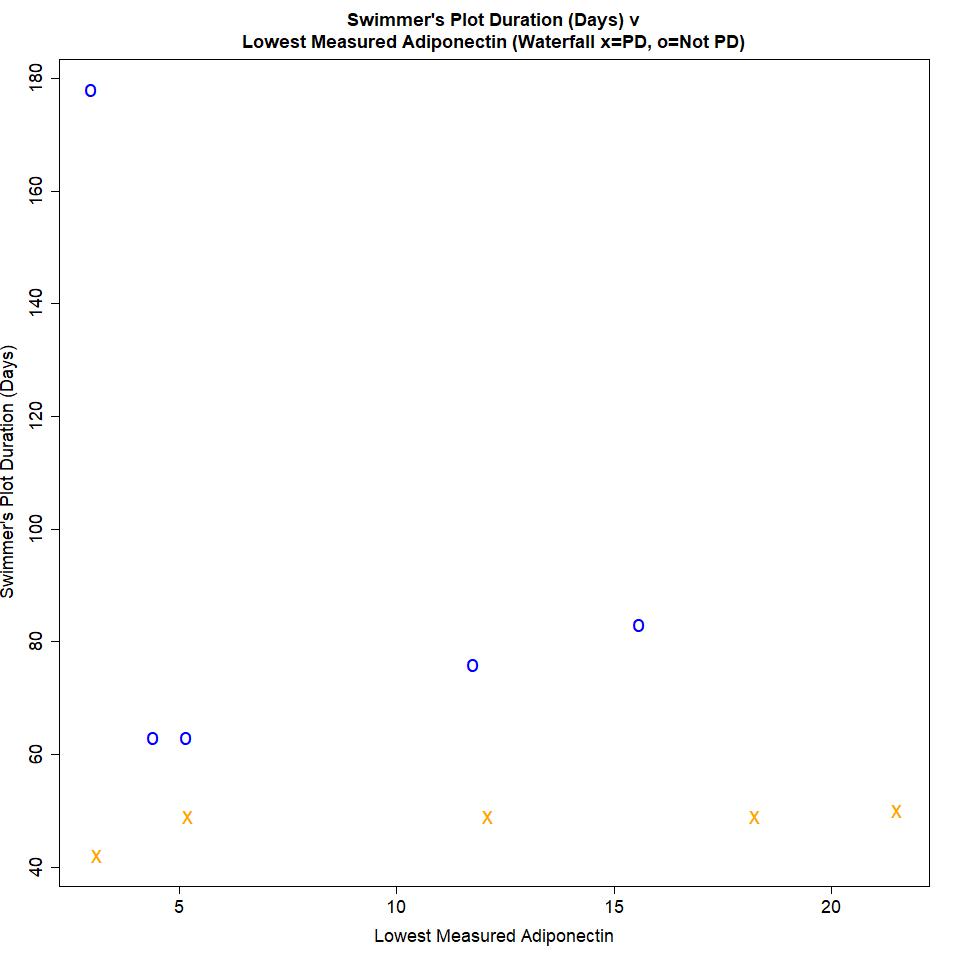 Swimmer's Plot Duration (Days) v
Lowest Measured Adiponectin (Waterfall x=PD, o=Not PD)
Swimmer's Plot Duration (Days)
180
160
140
120
100
80
60
40
o
o
o
o
o
x
x
x
x
x
5 10 15 20
Lowest Measured Adiponectin